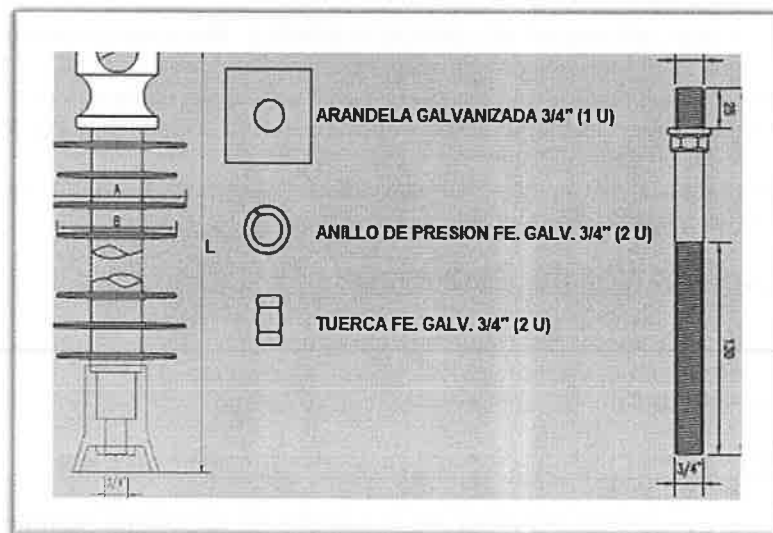 ARANDELA GALVANIZADA 3/4" (1 U)
A
B
L
ANILLO DE PRESION FE. GALV. 3/4" (2 U)
TUERCA FE. GALV. 3/4" (2 U)
3/4"
25
130
3/4"